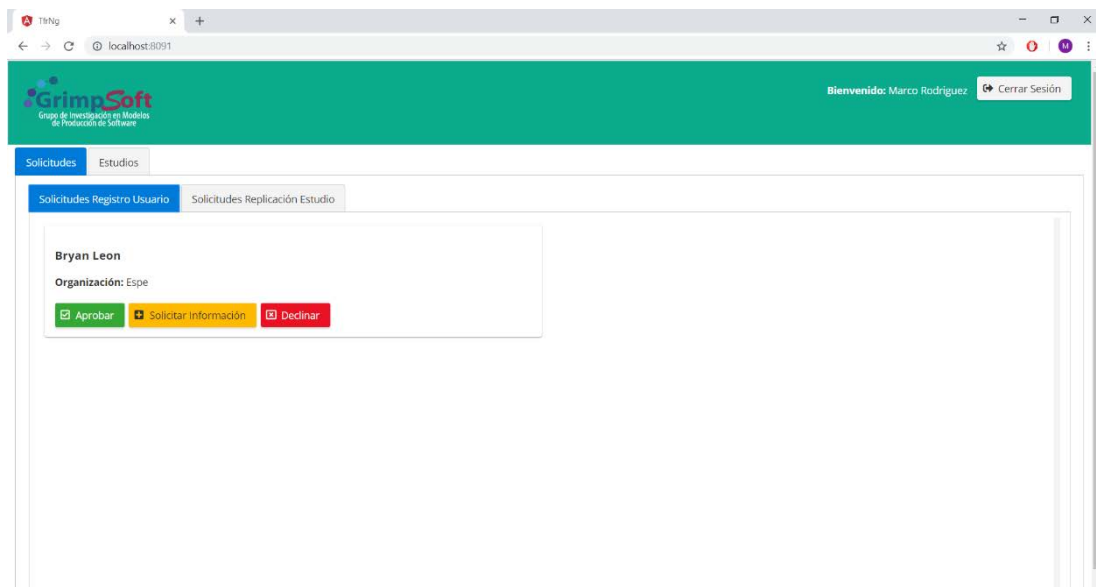 TfrNg
localhost:8091
M
GrimpSoft
Grupo de Investigación en Modelos
de Producción de Software
Bienvenido: Marco Rodriguez
Cerrar Sesión
Solicitudes
Estudios
Solicitudes Registro Usuario
Solicitudes Replicación Estudio
Bryan Leon
Organización: Espe
Aprobar
Solicitar Información
Declinar